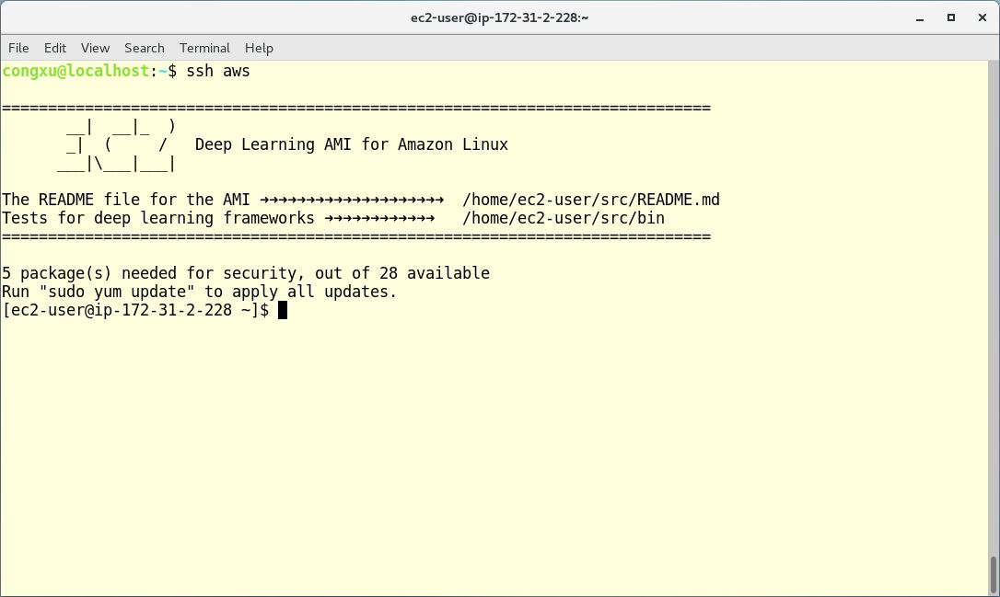 ec2-user@ip-172-31-2-228:~
File Edit View Search Terminal Help
congxu@localhost:~$ ssh aws
=============================================================================
       __|  __|_  )
       _|  (     /   Deep Learning AMI for Amazon Linux
      ___|\___|___|
The README file for the AMI ➜➜➜➜➜➜➜➜➜➜➜➜➜➜➜➜➜➜➜➜  /home/ec2-user/src/README.md
Tests for deep learning frameworks ➜➜➜➜➜➜➜➜➜➜➜➜   /home/ec2-user/src/bin
=============================================================================
5 package(s) needed for security, out of 28 available
Run "sudo yum update" to apply all updates.
[ec2-user@ip-172-31-2-228 ~]$